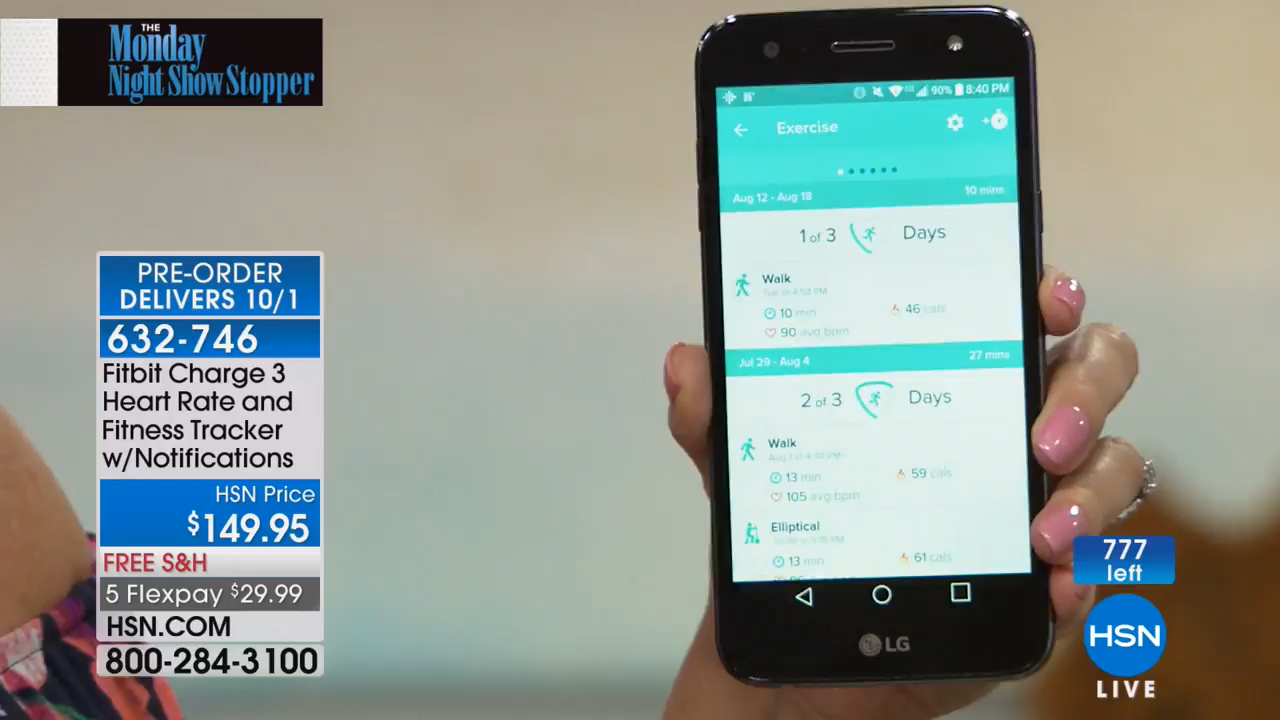 THE
Monday
Night Show Stopper
PRE-ORDER
DELIVERS 10/1
632-746
Fitbit Charge 3
Heart Rate and
Fitness Tracker
w/Notifications
HSN Price
$149.95
FREE S&H
5 Flexpay $29.99
HSN.COM
800-284-3100
90% 8:40 PM
Exercise
Aug 12 - Aug 18 10 mins
1 of 3 Days
Walk
10 min 46 cals
90 avg bpm
Jul 29 - Aug 4 27 mins
2 of 3 Days
Walk
13 min 59 cals
105 avg bpm
Elliptical
13 min 61 cals
LG
777
left
HSN
LIVE